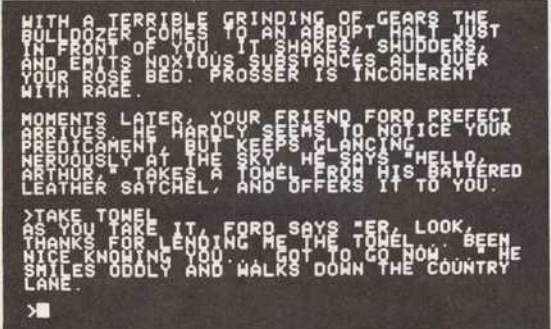 WITH A TERRIBLE GRINDING OF GEARS THE
BULLDOZER COMES TO AN ABRUPT HALT JUST
IN FRONT OF YOU. IT SHAKES, SHUDDERS,
AND EMITS NOXIOUS SUBSTANCES ALL OVER
YOUR ROSE BED. PROSSER IS INCOHERENT
WITH RAGE.
MOMENTS LATER, YOUR FRIEND FORD PREFECT
ARRIVES. HE HARDLY SEEMS TO NOTICE YOUR
PREDICAMENT, BUT KEEPS GLANCING
NERVOUSLY AT THE SKY. HE SAYS "HELLO,
ARTHUR," TAKES A TOWEL FROM HIS BATTERED
LEATHER SATCHEL, AND OFFERS IT TO YOU.
>TAKE TOWEL
AS YOU TAKE IT, FORD SAYS "ER, LOOK,
THANKS FOR LENDING ME THE TOWEL... BEEN
NICE KNOWING YOU... GOT TO GO NOW..." HE
SMILES ODDLY AND WALKS DOWN THE COUNTRY
LANE.
>